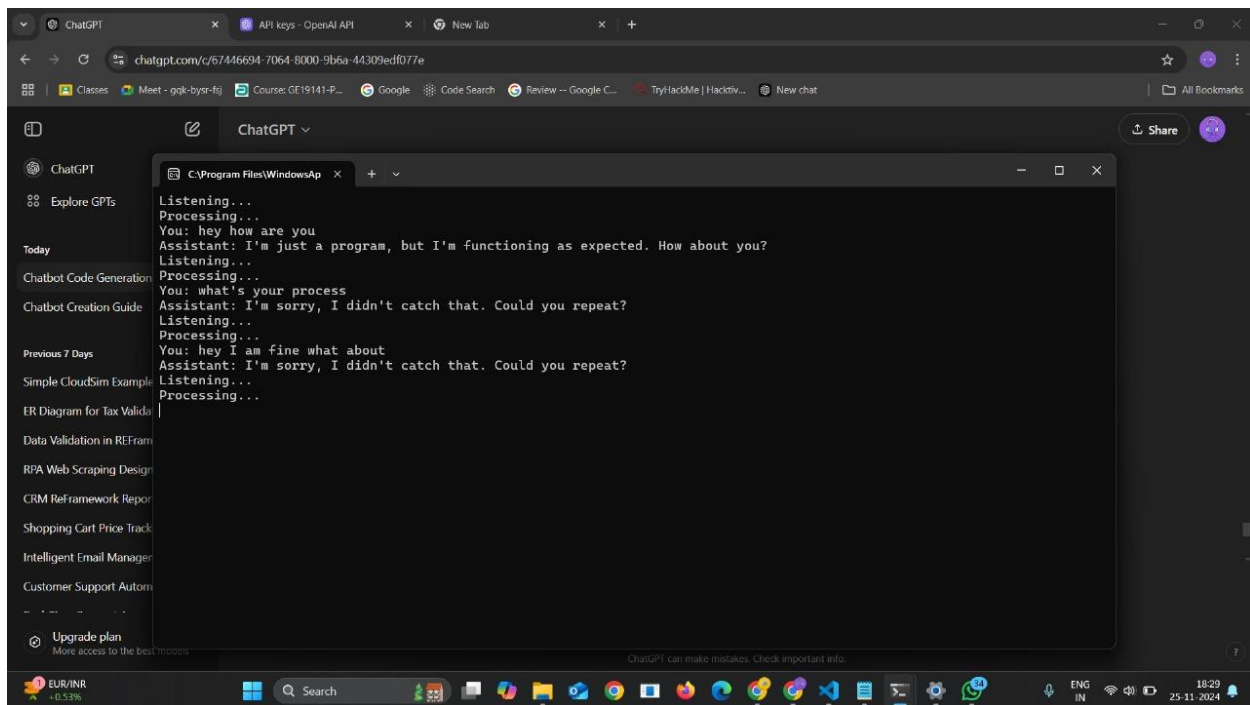 ChatGPT
API keys - OpenAI API
New Tab
chatgpt.com/c/67446694-7064-8000-9b6a-44309edf077e
Classes
Meet - gqk-bysr-fsj
Course: GE19141-P...
Google
Code Search
Review -- Google C...
TryHackMe | Hacktiv...
New chat
All Bookmarks
ChatGPT
Share
ChatGPT
Explore GPTs
Today
Chatbot Code Generation
Chatbot Creation Guide
Previous 7 Days
Simple CloudSim Example
ER Diagram for Tax Valida
Data Validation in REFram
RPA Web Scraping Design
CRM ReFramework Repor
Shopping Cart Price Track
Intelligent Email Manager
Customer Support Autom
Upgrade plan
More access to the best models
C:\Program Files\WindowsAp
Listening...
Processing...
You: hey how are you
Assistant: I'm just a program, but I'm functioning as expected. How about you?
Listening...
Processing...
You: what's your process
Assistant: I'm sorry, I didn't catch that. Could you repeat?
Listening...
Processing...
You: hey I am fine what about
Assistant: I'm sorry, I didn't catch that. Could you repeat?
Listening...
Processing...
ChatGPT can make mistakes. Check important info.
?
1
EUR/INR
+0.53%
Search
34
ENG
IN
18:29
25-11-2024